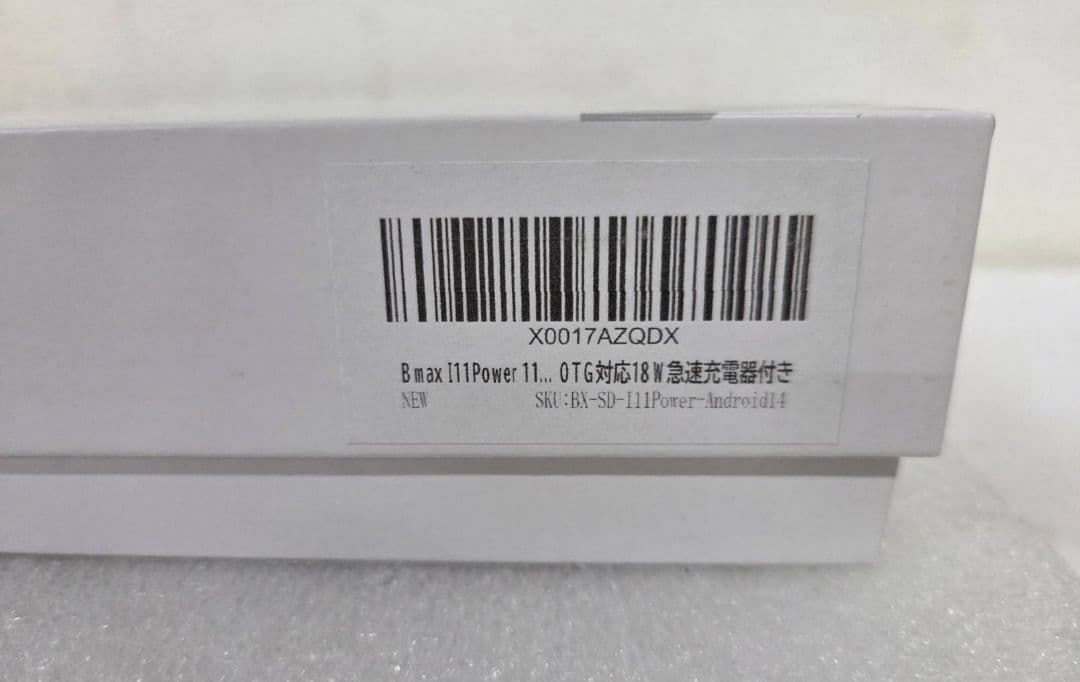 X0017AZQDX
Bmax I11Power 11... OTG対応18W急速充電器付き
NEW SKU:BX-SD-I11Power-Android14